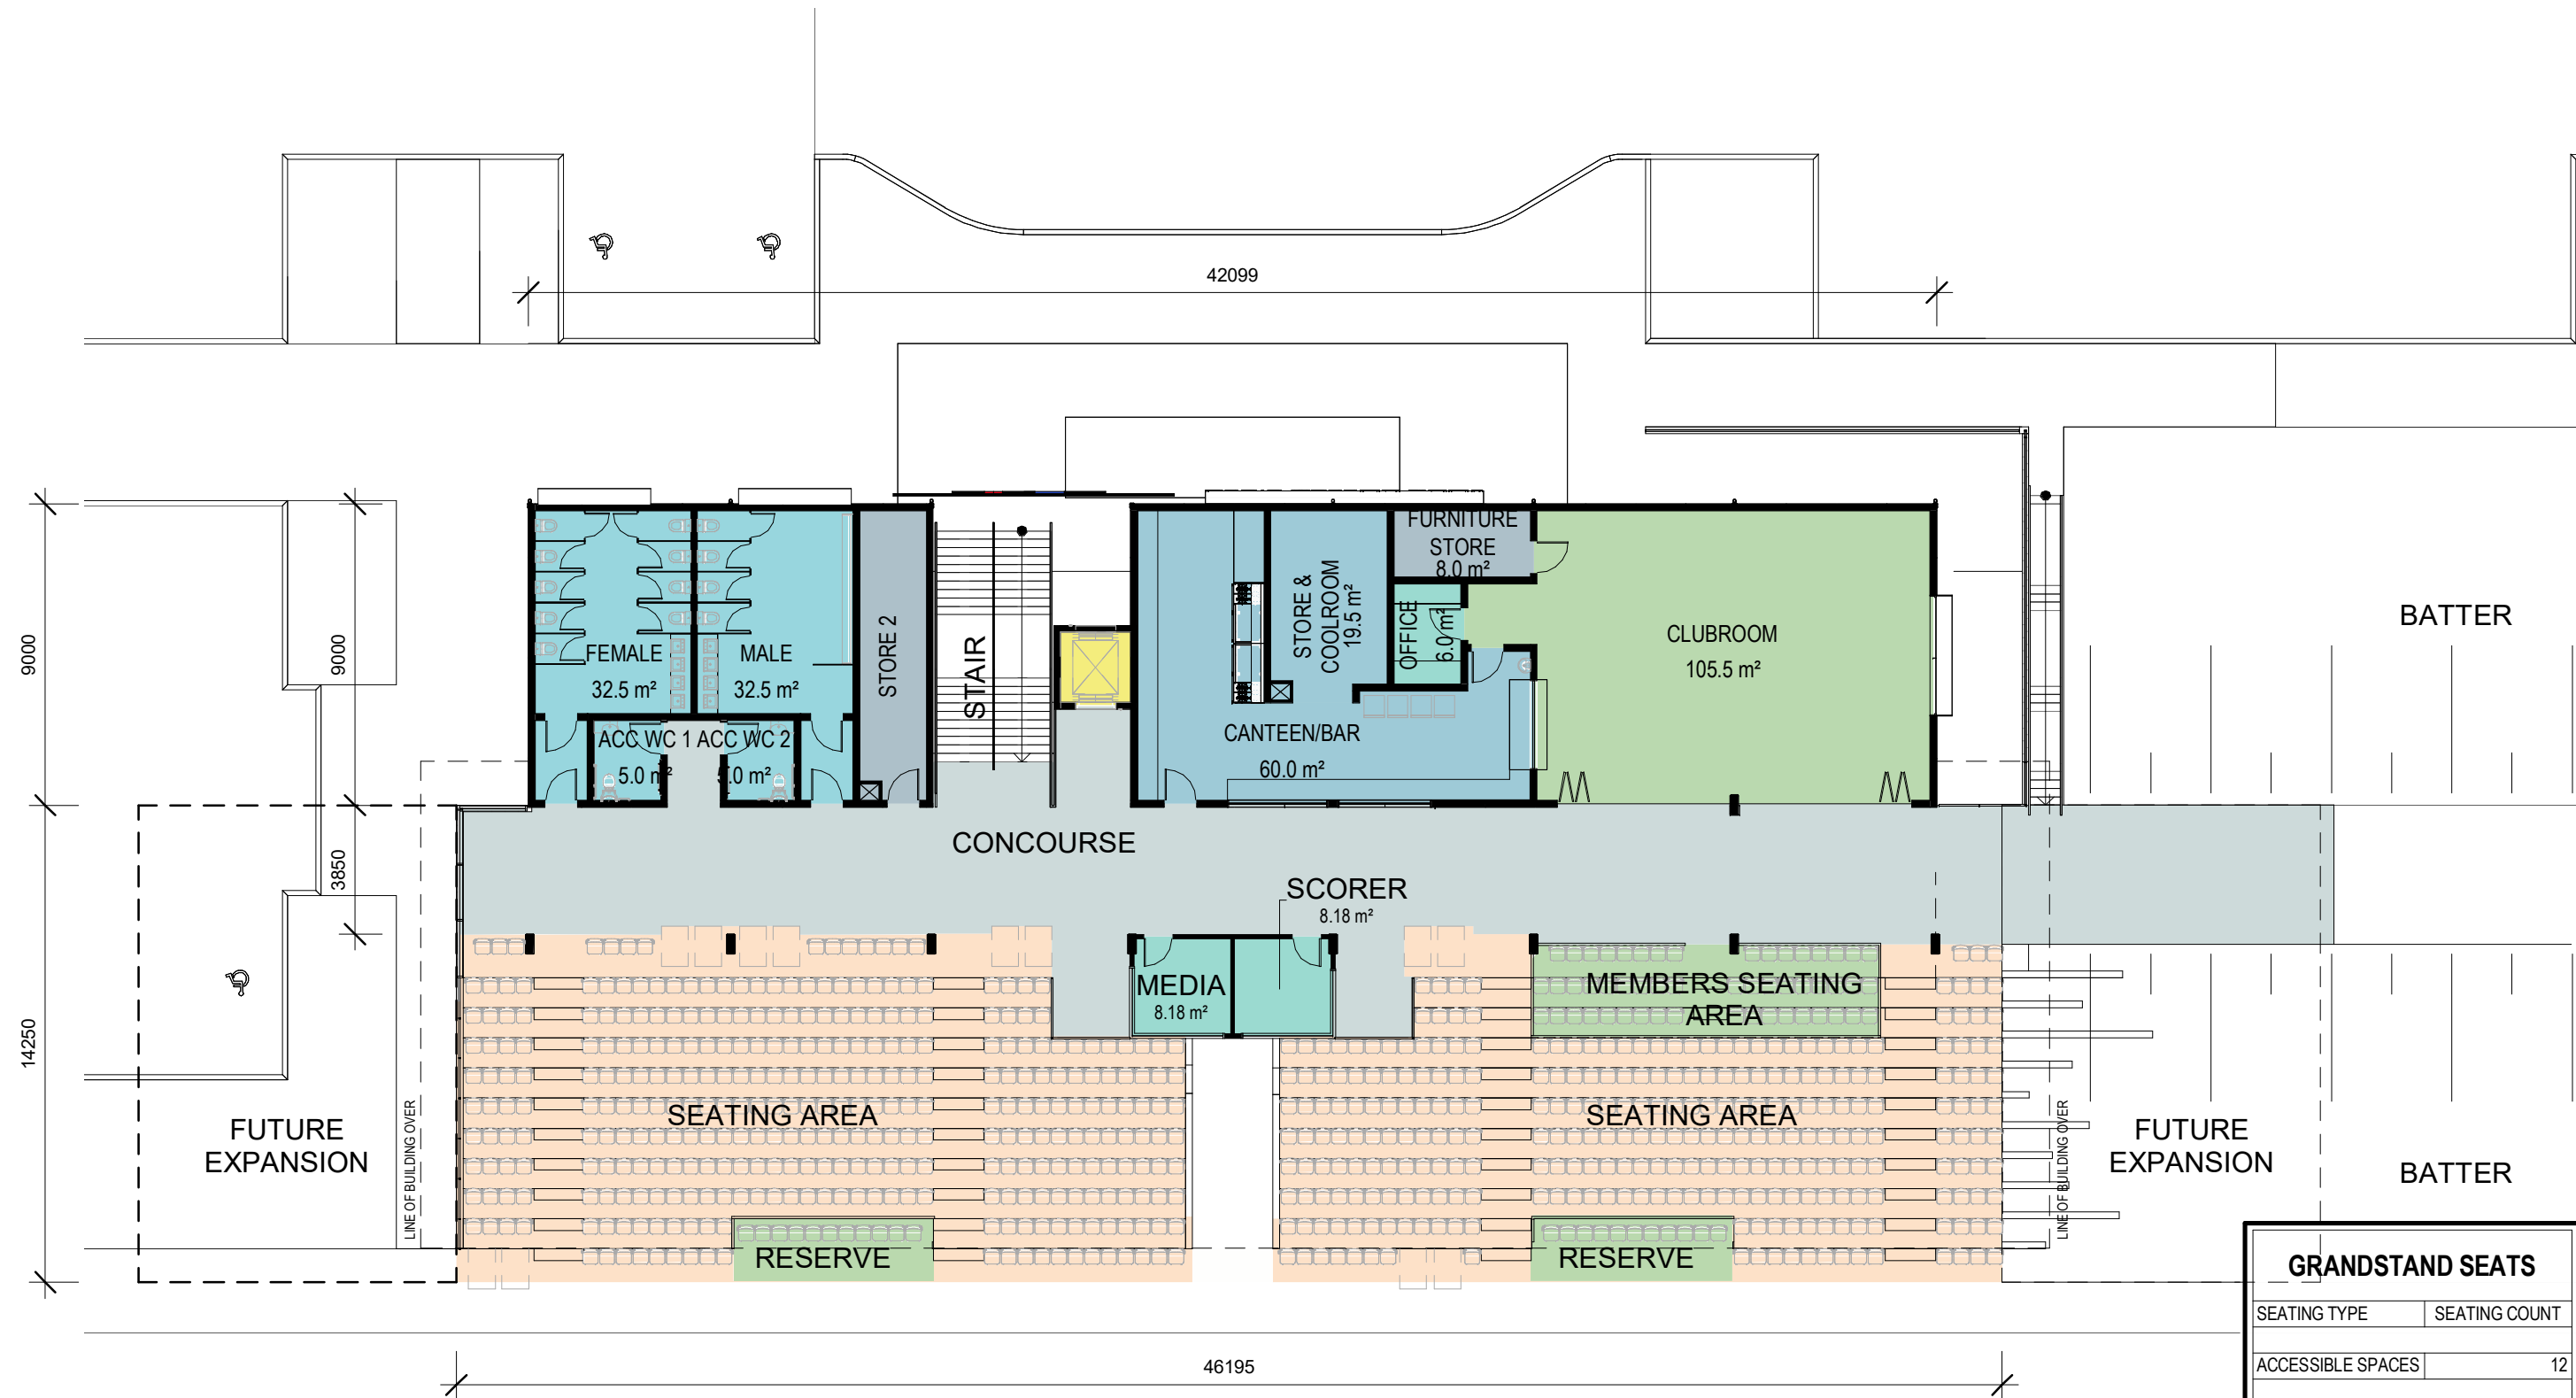 42099
9000
9000
3850
14250
FEMALE
32.5 m²
MALE
32.5 m²
ACC WC 1
5.0 m²
ACC WC 2
5.0 m²
STORE 2
STAIR
STORE &
COOLROOM
19.5 m²
FURNITURE
STORE
8.0 m²
OFFICE
6.0 m²
CLUBROOM
105.5 m²
CANTEEN/BAR
60.0 m²
BATTER
CONCOURSE
SCORER
8.18 m²
MEDIA
8.18 m²
MEMBERS SEATING
AREA
SEATING AREA
SEATING AREA
FUTURE
EXPANSION
LINE OF BUILDING OVER
LINE OF BUILDING OVER
FUTURE
EXPANSION
BATTER
RESERVE
RESERVE
GRANDSTAND SEATS
SEATING TYPE SEATING COUNT
ACCESSIBLE SPACES 12
46195